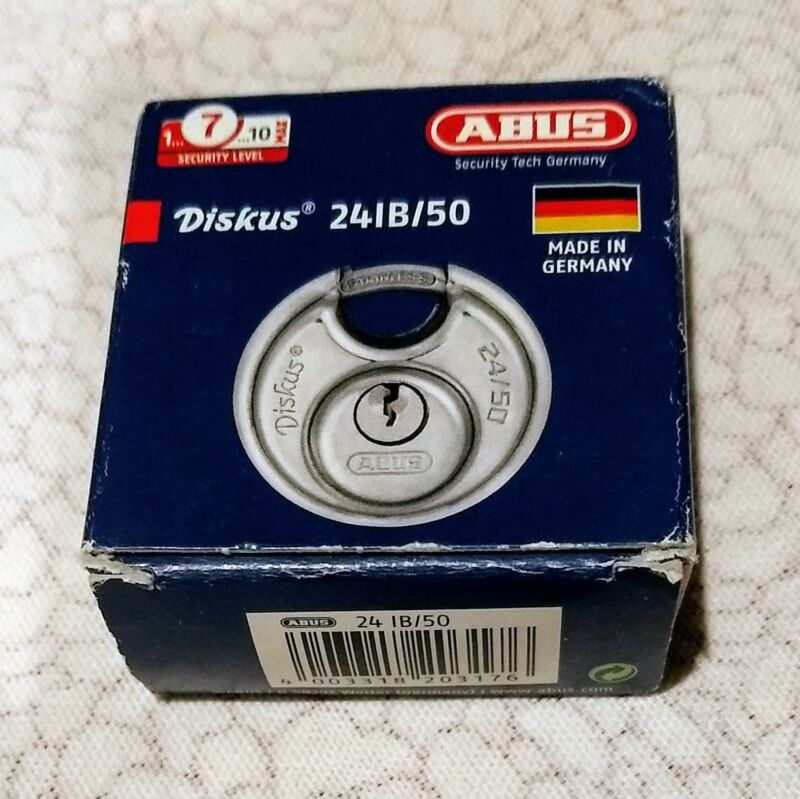 1... 7 ...10 MAX
SECURITY LEVEL
ABUS
Security Tech Germany
Diskus® 24IB/50
MADE IN
GERMANY
STAINLESS
Diskus®
24/50
ABUS
ABUS 24 IB/50
4 003318 203176
www.abus.com